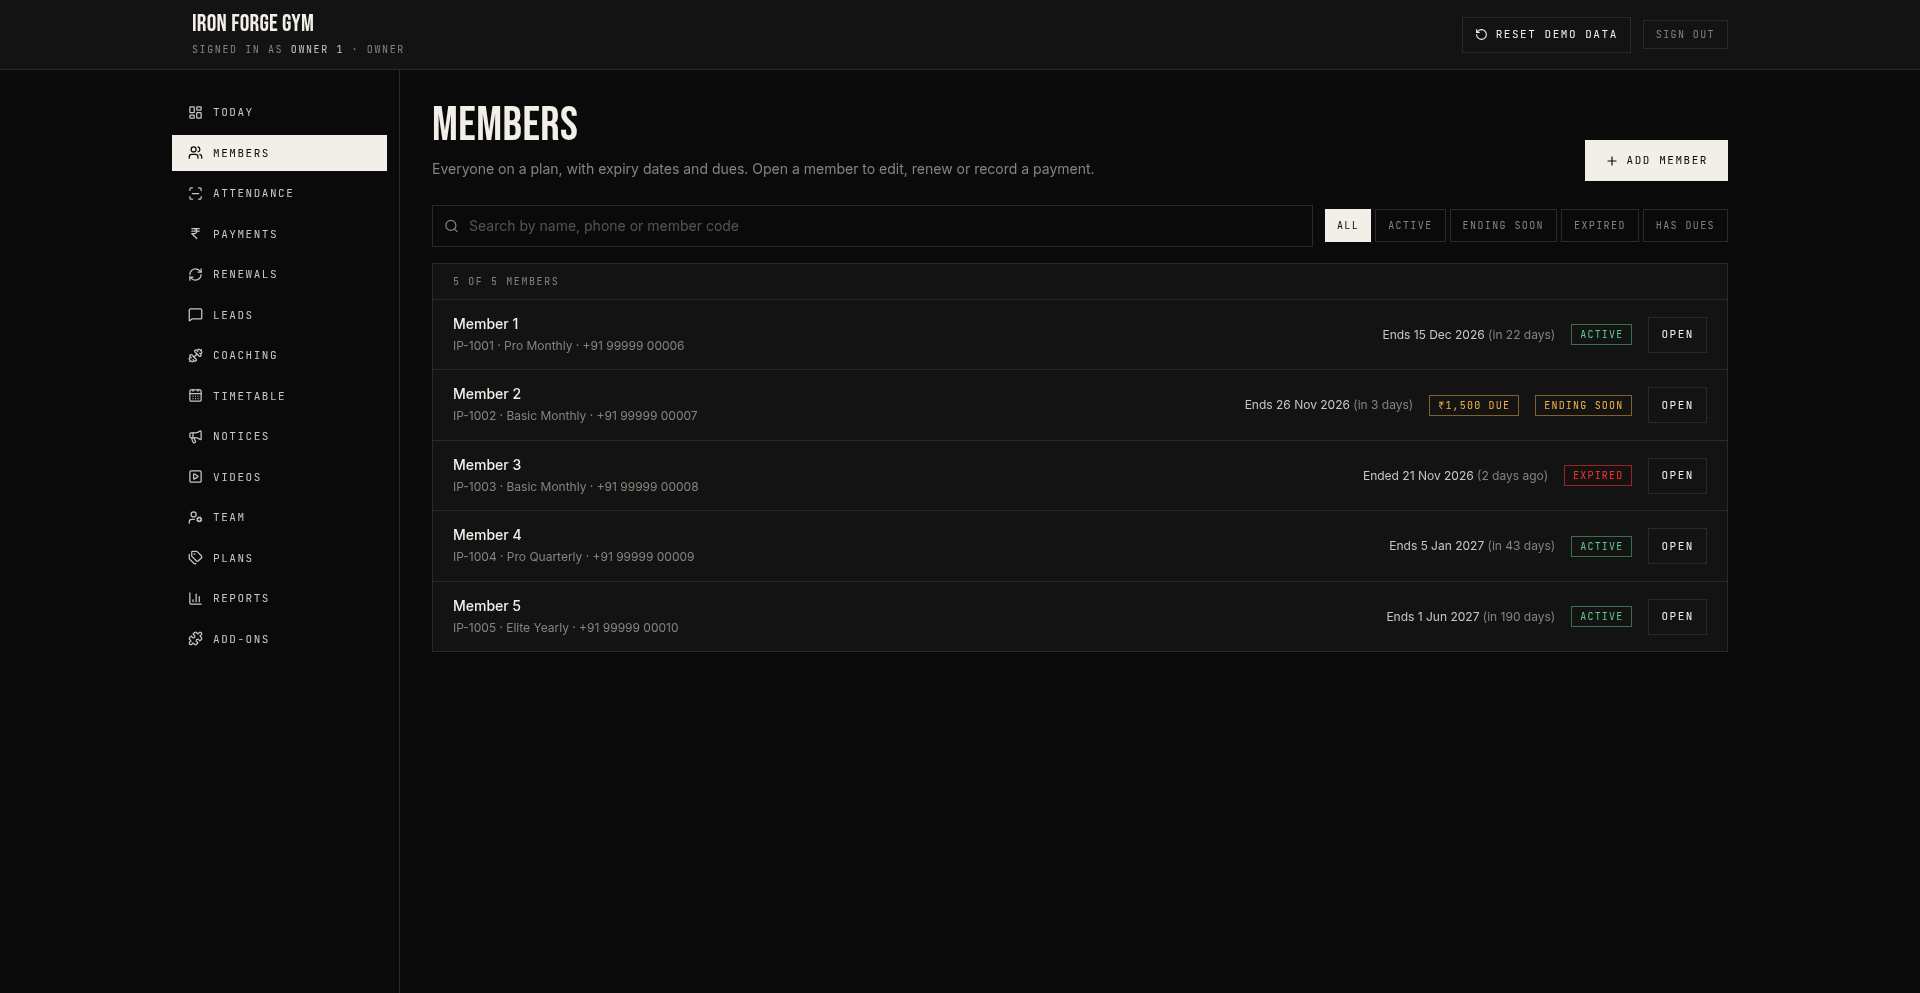 IRON FORGE GYM
SIGNED IN AS OWNER 1 · OWNER
RESET DEMO DATA
SIGN OUT
TODAY
MEMBERS
ATTENDANCE
PAYMENTS
RENEWALS
LEADS
COACHING
TIMETABLE
NOTICES
VIDEOS
TEAM
PLANS
REPORTS
ADD-ONS
MEMBERS
Everyone on a plan, with expiry dates and dues. Open a member to edit, renew or record a payment.
+ ADD MEMBER
Search by name, phone or member code
ALL
ACTIVE
ENDING SOON
EXPIRED
HAS DUES
5 OF 5 MEMBERS
Member 1
IP-1001 · Pro Monthly · +91 99999 00006
Ends 15 Dec 2026 (in 22 days)
ACTIVE
OPEN
Member 2
IP-1002 · Basic Monthly · +91 99999 00007
Ends 26 Nov 2026 (in 3 days)
₹1,500 DUE
ENDING SOON
OPEN
Member 3
IP-1003 · Basic Monthly · +91 99999 00008
Ended 21 Nov 2026 (2 days ago)
EXPIRED
OPEN
Member 4
IP-1004 · Pro Quarterly · +91 99999 00009
Ends 5 Jan 2027 (in 43 days)
ACTIVE
OPEN
Member 5
IP-1005 · Elite Yearly · +91 99999 00010
Ends 1 Jun 2027 (in 190 days)
ACTIVE
OPEN